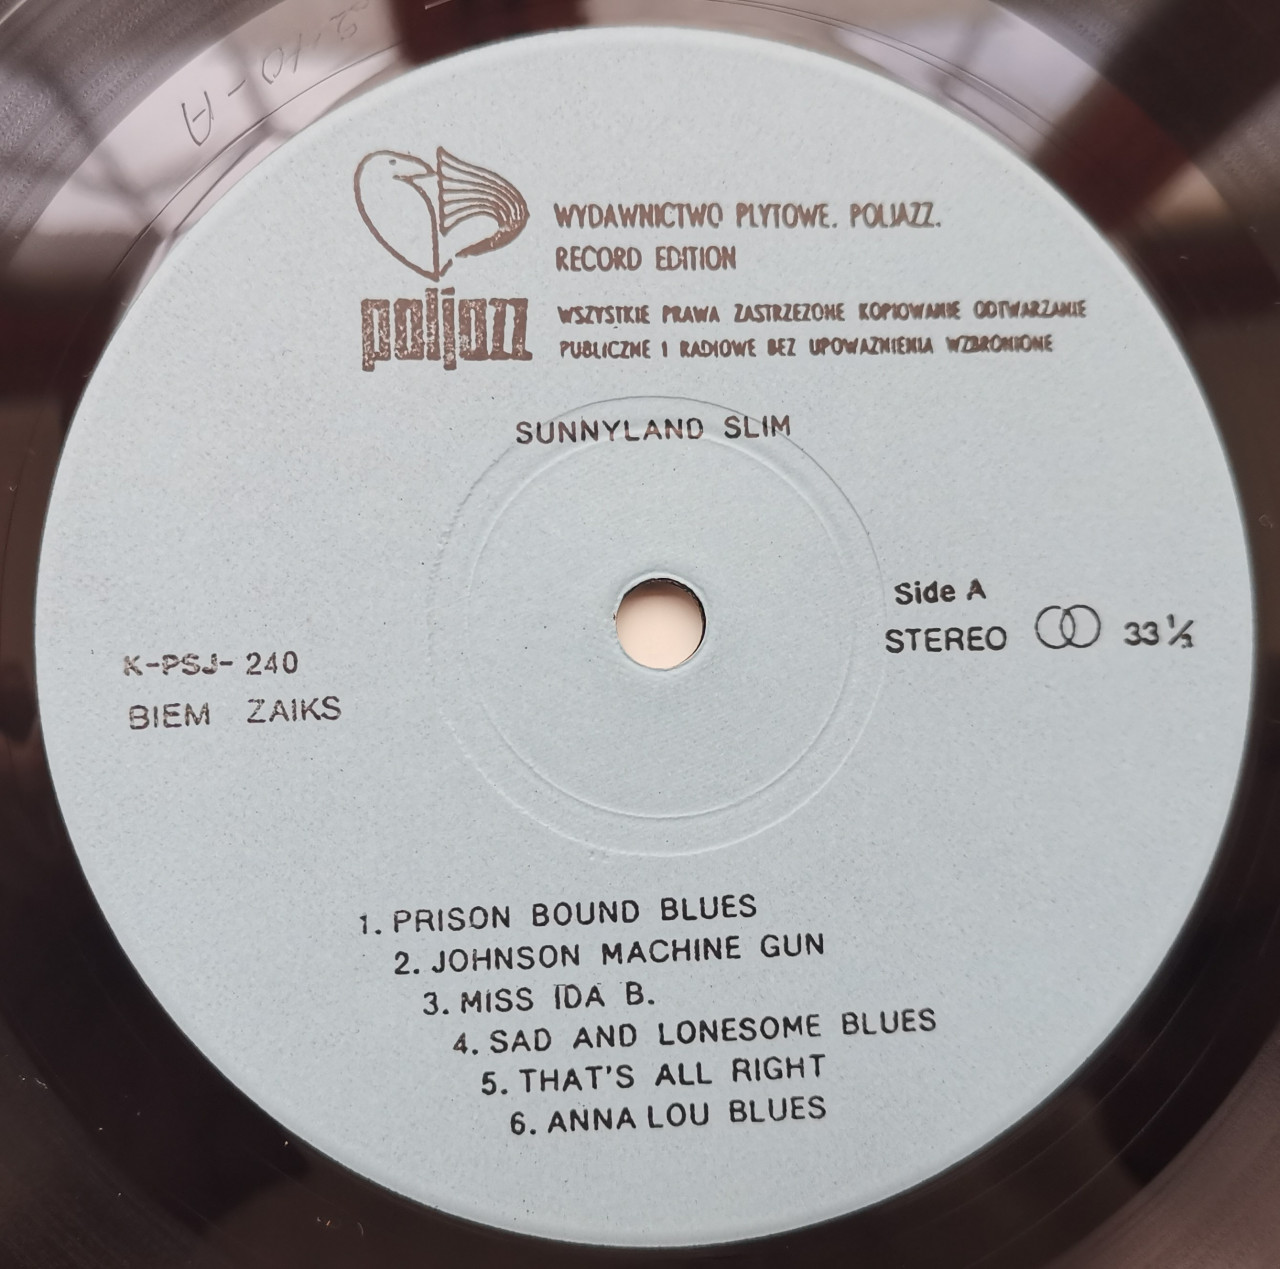 WYDAWNICTWO PLYTOWE. POLJAZZ.
RECORD EDITION
poljazz
WSZYSTKIE PRAWA ZASTRZEZONE KOPIOWANIE ODTWARZANIE
PUBLICZNE I RADIOWE BEZ UPOWAZNIENIA WZBRONIONE
SUNNYLAND SLIM
Side A
STEREO 33⅓
K-PSJ-240
BIEM ZAIKS
1. PRISON BOUND BLUES
2. JOHNSON MACHINE GUN
3. MISS IDA B.
4. SAD AND LONESOME BLUES
5. THAT'S ALL RIGHT
6. ANNA LOU BLUES